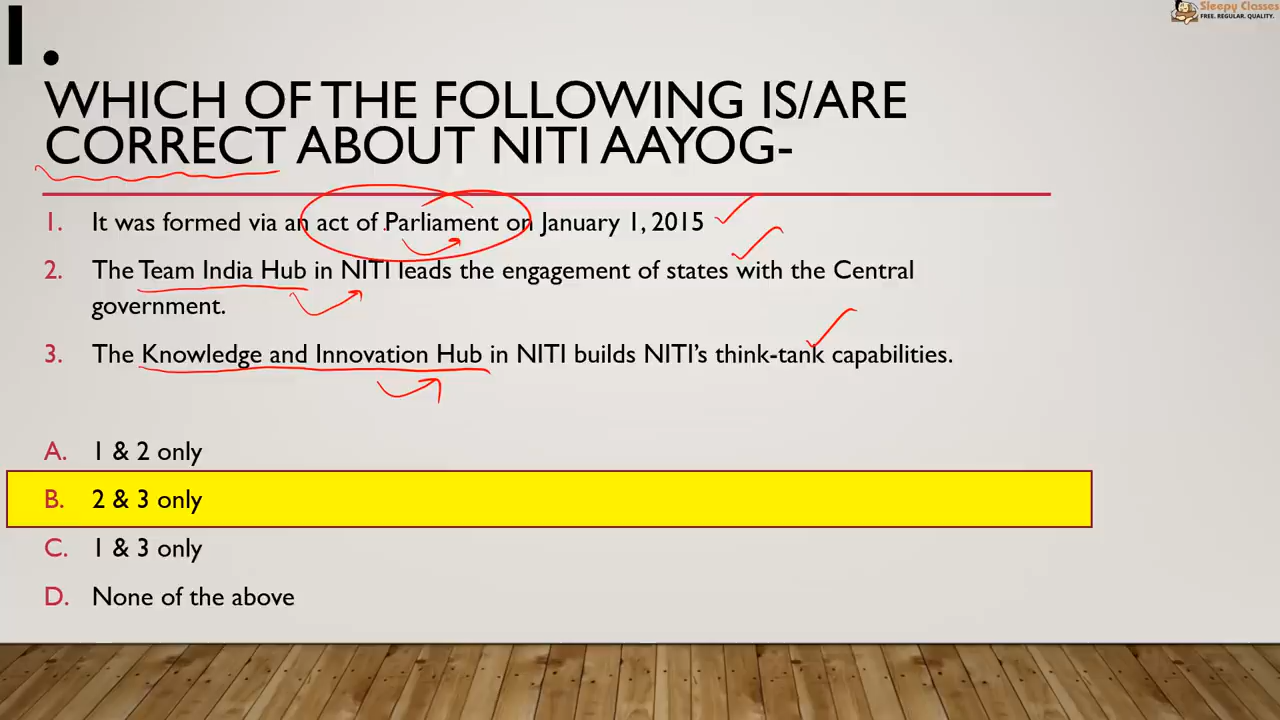 1.
Sleepy Classes
FREE. REGULAR. QUALITY.
WHICH OF THE FOLLOWING IS/ARE
CORRECT ABOUT NITI AAYOG-
1. It was formed via an act of Parliament on January 1, 2015
2. The Team India Hub in NITI leads the engagement of states with the Central
government.
3. The Knowledge and Innovation Hub in NITI builds NITI's think-tank capabilities.
A. 1 & 2 only
B. 2 & 3 only
C. 1 & 3 only
D. None of the above